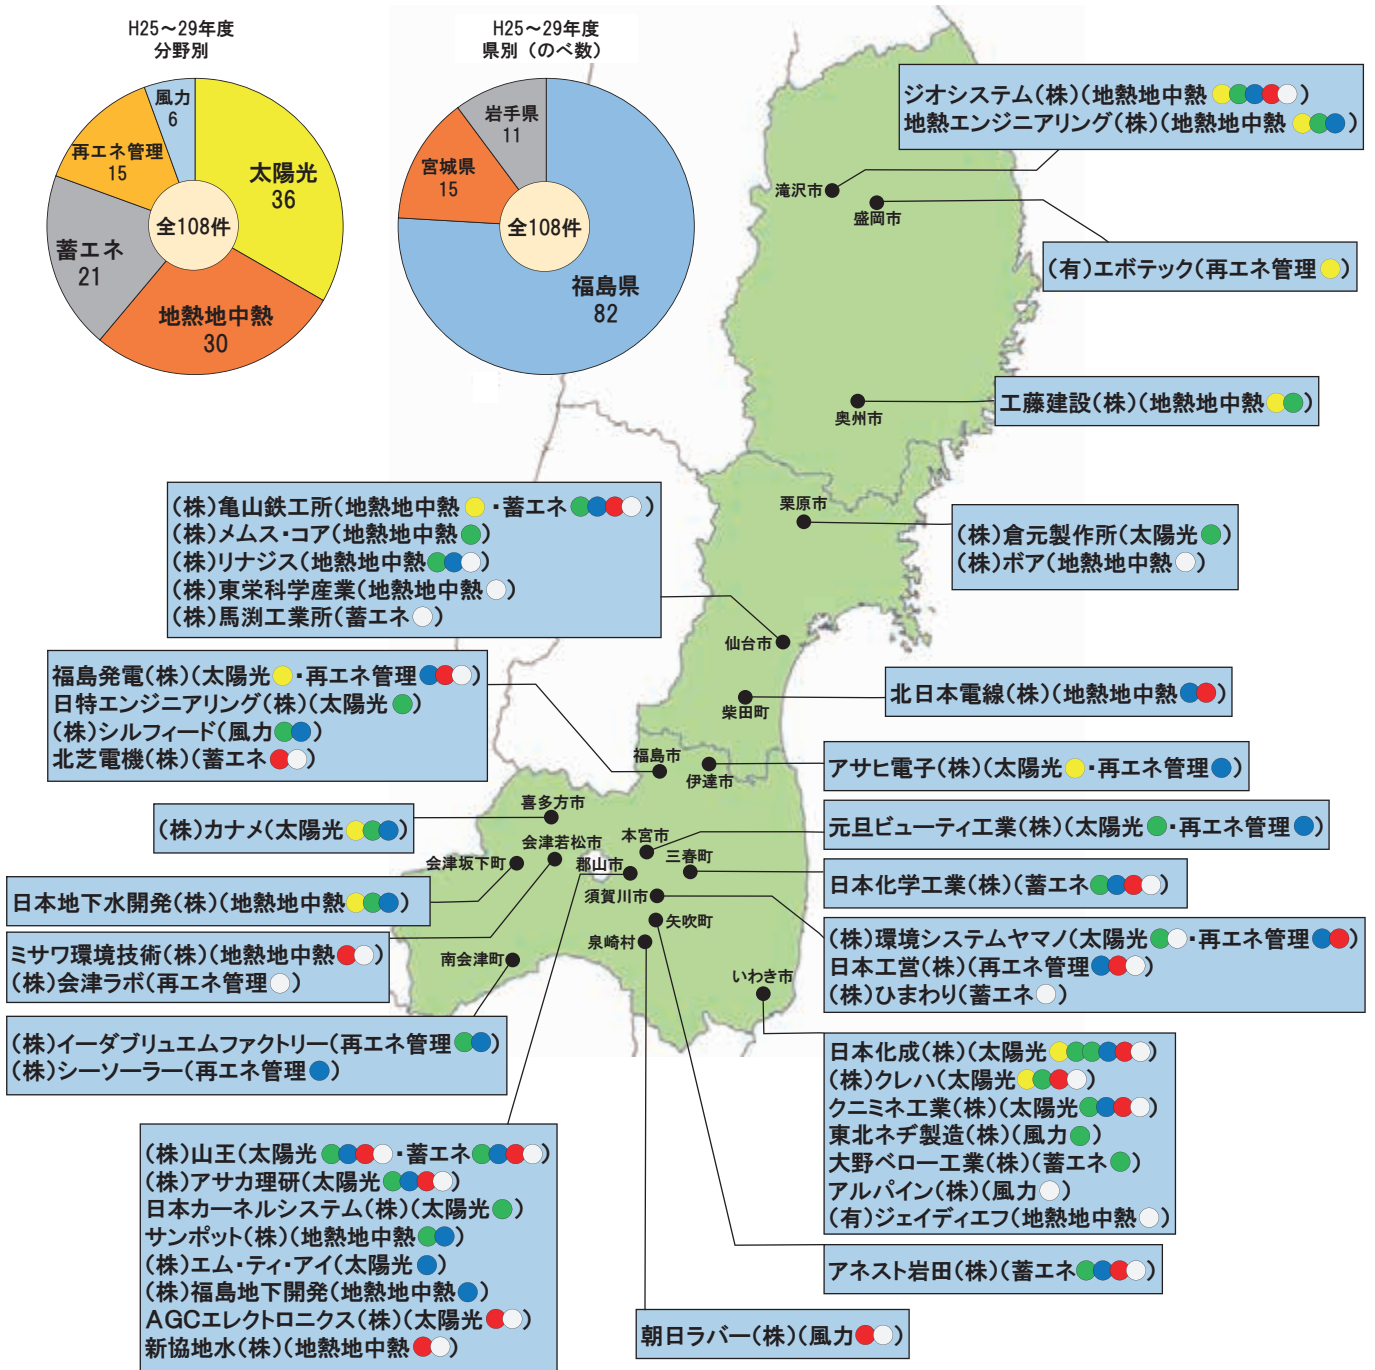 H25～29年度
分野別
風力
6
再エネ管理
15
太陽光
36
全108件
蓄エネ
21
地熱地中熱
30
H25～29年度
県別（のべ数）
岩手県
11
宮城県
15
全108件
福島県
82
ジオシステム(株)(地熱地中熱)
地熱エンジニアリング(株)(地熱地中熱)
滝沢市
盛岡市
(有)エボテック(再エネ管理)
工藤建設(株)(地熱地中熱)
奥州市
栗原市
(株)倉元製作所(太陽光)
(株)ボア(地熱地中熱)
(株)亀山鉄工所(地熱地中熱・蓄エネ)
(株)メムス・コア(地熱地中熱)
(株)リナジス(地熱地中熱)
(株)東栄科学産業(地熱地中熱)
(株)馬渕工業所(蓄エネ)
仙台市
福島発電(株)(太陽光・再エネ管理)
日特エンジニアリング(株)(太陽光)
(株)シルフィード(風力)
北芝電機(株)(蓄エネ)
北日本電線(株)(地熱地中熱)
柴田町
福島市
伊達市
アサヒ電子(株)(太陽光・再エネ管理)
喜多方市
(株)カナメ(太陽光)
会津若松市
本宮市
元旦ビューティ工業(株)(太陽光・再エネ管理)
会津坂下町
郡山市
三春町
日本化学工業(株)(蓄エネ)
日本地下水開発(株)(地熱地中熱)
須賀川市
矢吹町
(株)環境システムヤマノ(太陽光・再エネ管理)
日本工営(株)(再エネ管理)
(株)ひまわり(蓄エネ)
ミサワ環境技術(株)(地熱地中熱)
(株)会津ラボ(再エネ管理)
泉崎村
南会津町
いわき市
(株)イーダブリュエムファクトリー(再エネ管理)
(株)シーソーラー(再エネ管理)
日本化成(株)(太陽光)
(株)クレハ(太陽光)
クニミネ工業(株)(太陽光)
東北ネヂ製造(株)(風力)
大野ベロー工業(株)(蓄エネ)
アルパイン(株)(風力)
(有)ジェイディエフ(地熱地中熱)
(株)山王(太陽光・蓄エネ)
(株)アサカ理研(太陽光)
日本カーネルシステム(株)(太陽光)
サンポット(株)(地熱地中熱)
(株)エム・ティ・アイ(太陽光)
(株)福島地下開発(地熱地中熱)
AGCエレクトロニクス(株)(太陽光)
新協地水(株)(地熱地中熱)
アネスト岩田(株)(蓄エネ)
朝日ラバー(株)(風力)